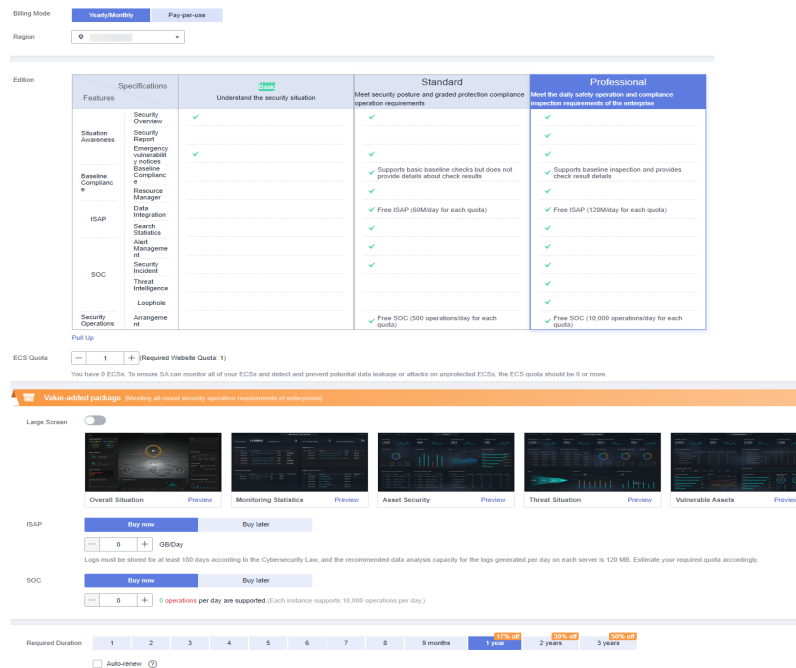 Billing Mode
Yearly/Monthly
Pay-per-use
Region
Edition
Specifications
Features
Basic
Understand the security situation
Standard
Meet security posture and graded protection compliance
operation requirements
Professional
Meet the daily safety operation and compliance
inspection requirements of the enterprise
Situation
Awareness
Security
Overview
Security
Report
Emergency
vulnerabilit
y notices
Baseline
Complianc
e
Baseline
Complianc
e
Supports basic baseline checks but does not
provide details about check results
Supports baseline inspection and provides
check result details
Resource
Manager
ISAP
Data
Integration
Free ISAP (60M/day for each quota)
Free ISAP (120M/day for each quota)
Search
Statistics
SOC
Alert
Manageme
nt
Security
Incident
Threat
Intelligence
Loophole
Security
Operations
Arrangeme
nt
Free SOC (500 operations/day for each
quota)
Free SOC (10,000 operations/day for each
quota)
Pull Up
ECS Quota
1
(Required Website Quota: 1)
You have 0 ECSs. To ensure SA can monitor all of your ECSs and detect and prevent potential data leakage or attacks on unprotected ECSs, the ECS quota should be 0 or more.
Value-added package (Meeting all-round security operation requirements of enterprises)
Large Screen
Overall Situation Preview
Monitoring Statistics Preview
Asset Security Preview
Threat Situation Preview
Vulnerable Assets Preview
ISAP
Buy now
Buy later
0
GB/Day
Logs must be stored for at least 180 days according to the Cybersecurity Law, and the recommended data analysis capacity for the logs generated per day on each server is 120 MB. Estimate your required quota accordingly.
SOC
Buy now
Buy later
0
0 operations per day are supported.(Each instance supports 10,000 operations per day.)
Required Duration
1 2 3 4 5 6 7 8 9 months
17% off
1 year
30% off
2 years
50% off
3 years
Auto-renew ?